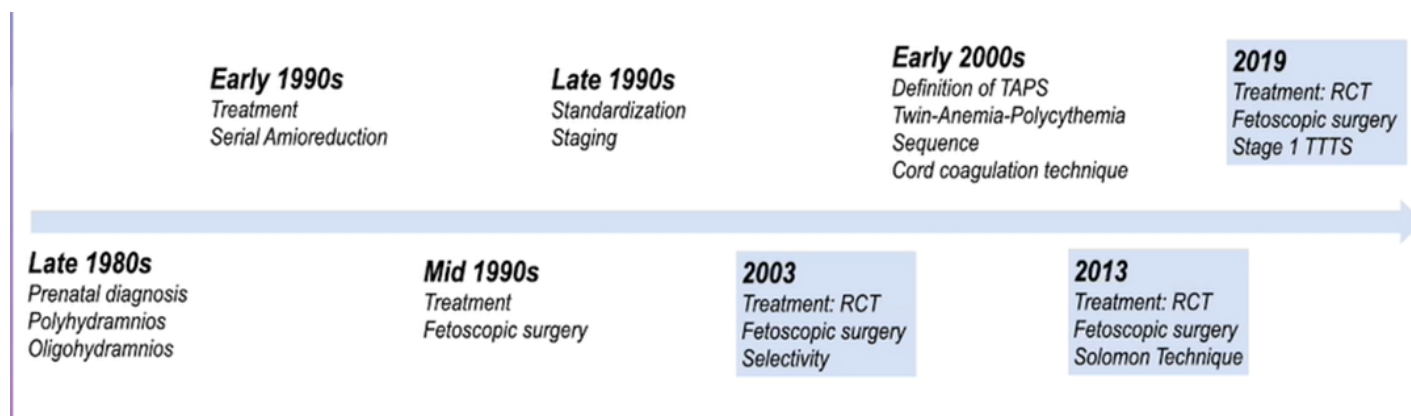 Early 1990s
Treatment
Serial Amioreduction
Late 1990s
Standardization
Staging
Early 2000s
Definition of TAPS
Twin-Anemia-Polycythemia
Sequence
Cord coagulation technique
2019
Treatment: RCT
Fetoscopic surgery
Stage 1 TTTS
Late 1980s
Prenatal diagnosis
Polyhydramnios
Oligohydramnios
Mid 1990s
Treatment
Fetoscopic surgery
2003
Treatment: RCT
Fetoscopic surgery
Selectivity
2013
Treatment: RCT
Fetoscopic surgery
Solomon Technique